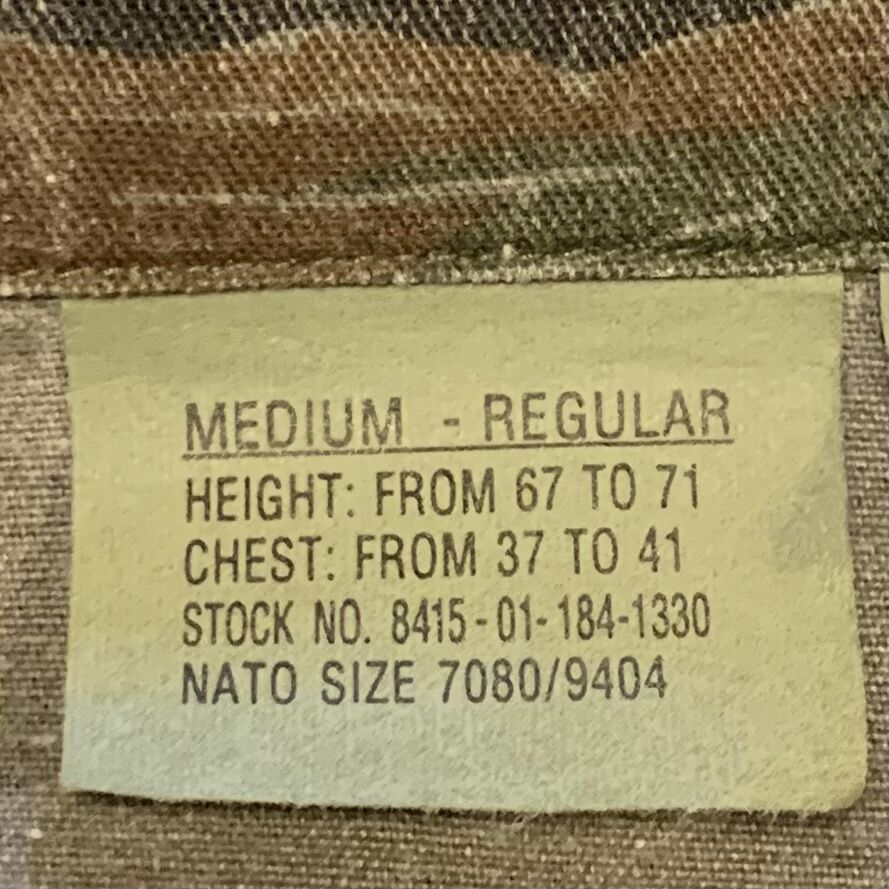 MEDIUM - REGULAR
HEIGHT: FROM 67 TO 71
CHEST: FROM 37 TO 41
STOCK NO. 8415-01-184-1330
NATO SIZE 7080/9404